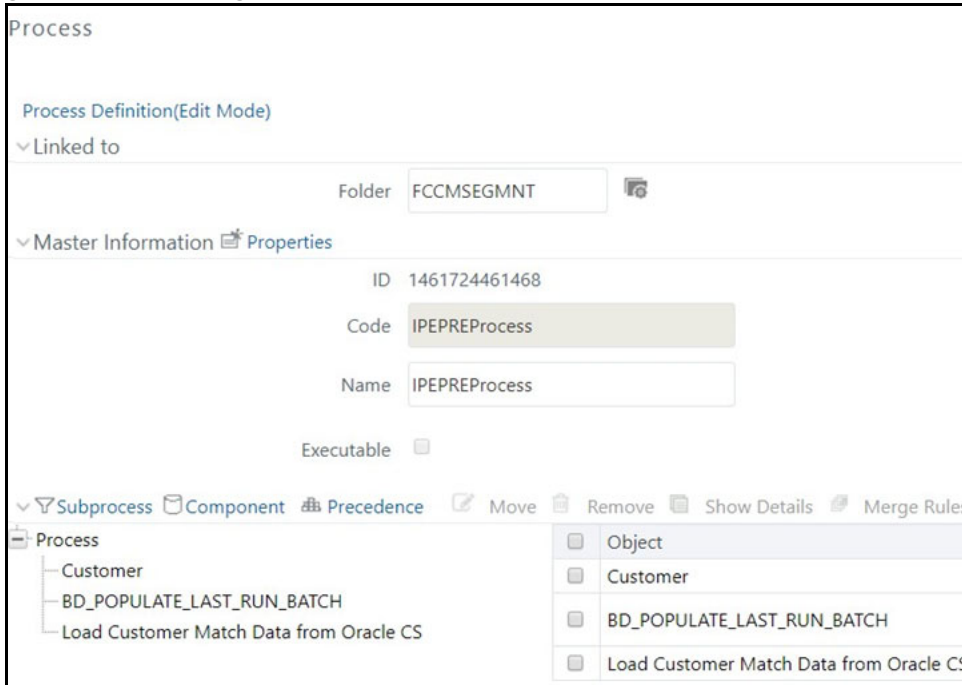 Process
Process Definition(Edit Mode)
Linked to
Folder FCCMSEGMNT
Master Information Properties
ID 1461724461468
Code IPEPREProcess
Name IPEPREProcess
Executable
Subprocess Component Precedence Move Remove Show Details Merge Rules
Process Object
Customer Customer
BD_POPULATE_LAST_RUN_BATCH BD_POPULATE_LAST_RUN_BATCH
Load Customer Match Data from Oracle CS Load Customer Match Data from Oracle CS